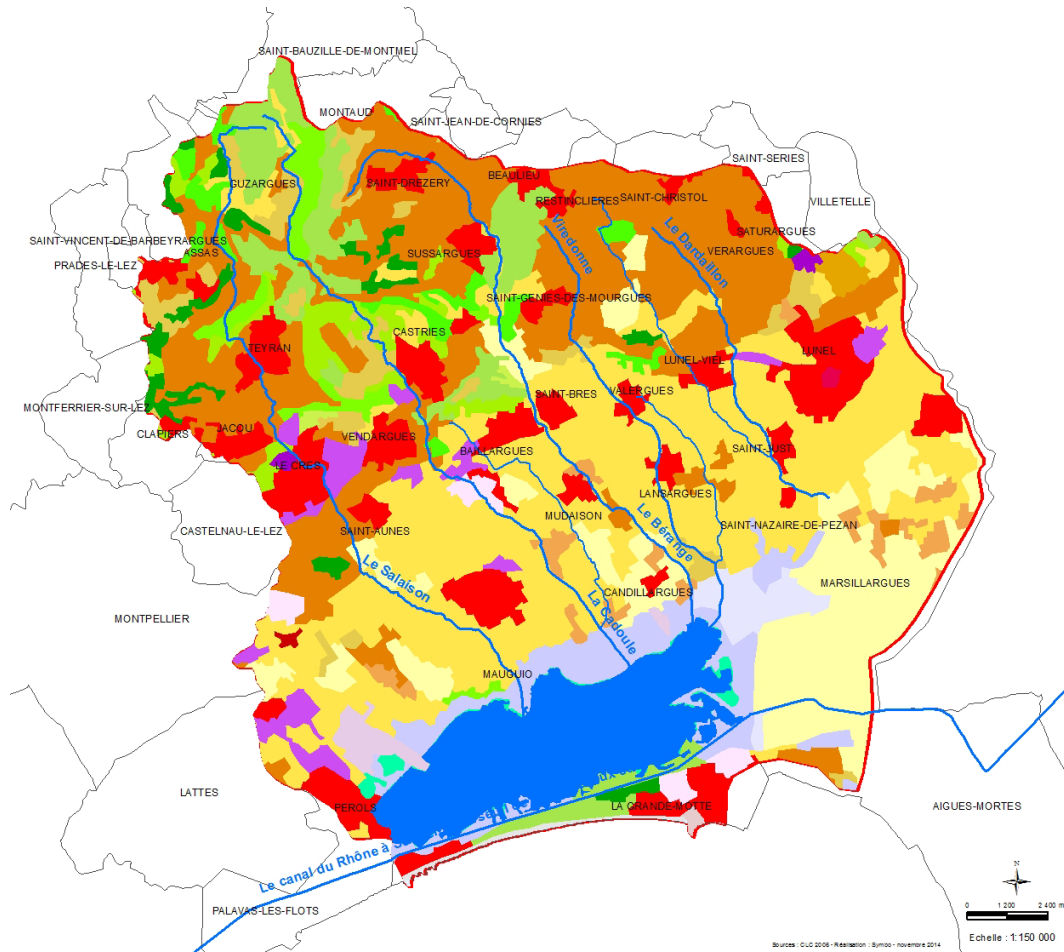 SAINT-BAUZILLE-DE-MONTMEL
MONTAUD
SAINT-JEAN-DE-CORNIES
SAINT-SERIES
BEAULIEU
GUZARGUES
SAINT-DREZERY
RESTINCLIERES
SAINT-CHRISTOL
VILLETELLE
SATURARGUES
SAINT-VINCENT-DE-BARBEYRARGUES
ASSAS
SUSSARGUES
Viredonne
Le Dardaillon
VERARGUES
PRADES-LE-LEZ
SAINT-GENIES-DES-MOURGUES
CASTRIES
TEYRAN
LUNEL-VIEL
LUNEL
MONTFERRIER-SUR-LEZ
SAINT-BRES
VALERGUES
CLAPIERS
JACOU
VENDARGUES
BAILLARGUES
SAINT-JUST
LE CRES
LANSARGUES
CASTELNAU-LE-LEZ
SAINT-AUNES
MUDAISON
Le Bérange
SAINT-NAZAIRE-DE-PEZAN
Le Salaison
MARSILLARGUES
CANDILLARGUES
La Cadoule
MONTPELLIER
MAUGUIO
LATTES
PEROLS
LA GRANDE-MOTTE
AIGUES-MORTES
Le canal du Rhône à
PALAVAS-LES-FLOTS
N
0 1 200 2 400 m
Echelle : 1:150 000
Sources : CLC 2006 - Réalisation : Symbo - novembre 2014